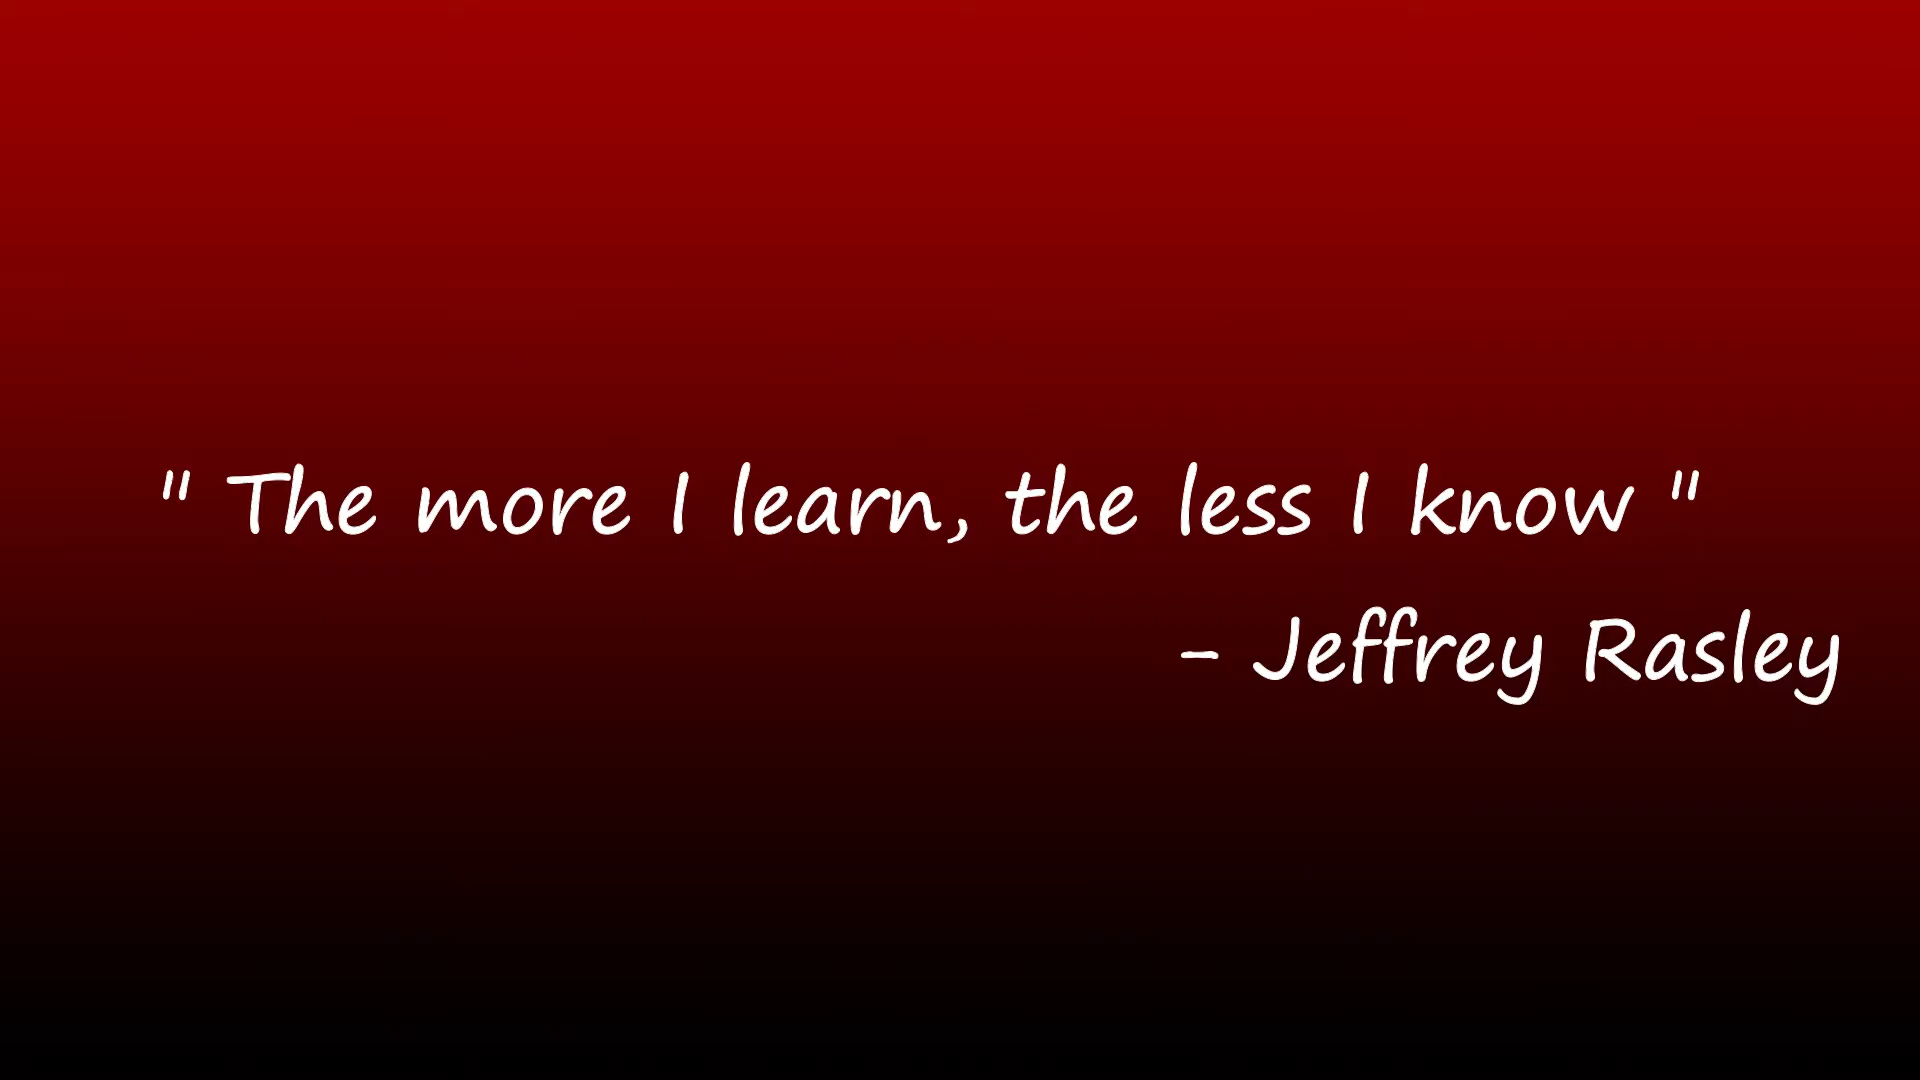 " The more I learn, the less I know "
- Jeffrey Rasley